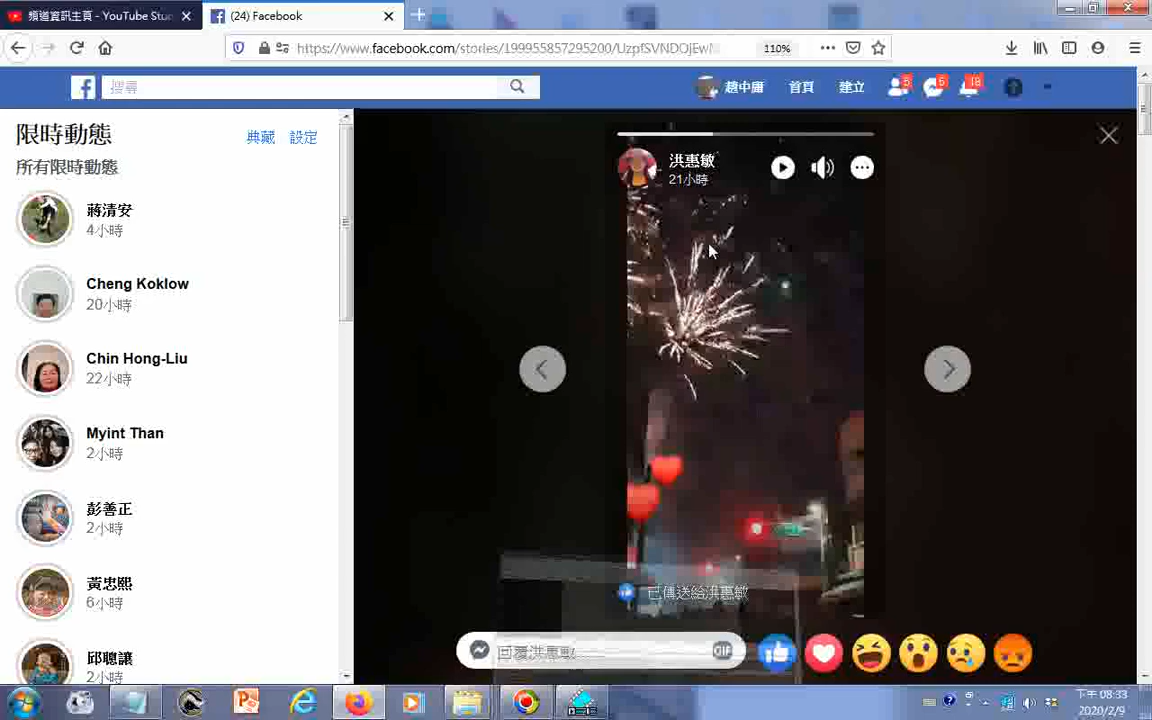 頻道資訊主頁 - YouTube Stu
(24) Facebook
https://www.facebook.com/stories/199955857295200/UzpfSVNDOjEwN
110%
搜尋
趙中庸
首頁
建立
5
5
18
限時動態
典藏
設定
所有限時動態
蔣清安
4小時
Cheng Koklow
20小時
Chin Hong-Liu
22小時
Myint Than
2小時
彭善正
2小時
黃忠熙
6小時
邱聰讓
2小時
洪惠敏
21小時
已傳送給洪惠敏
回覆洪惠敏
GIF
下午 08:33
2020/2/9